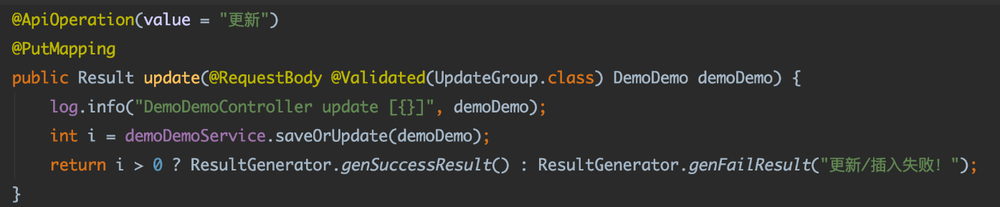 @ApiOperation(value = "更新")
@PutMapping
public Result update(@RequestBody @Validated(UpdateGroup.class) DemoDemo demoDemo) {
log.info("DemoDemoController update [{}]", demoDemo);
int i = demoDemoService.saveOrUpdate(demoDemo);
return i > 0 ? ResultGenerator.genSuccessResult() : ResultGenerator.genFailResult("更新/插入失败！");
}